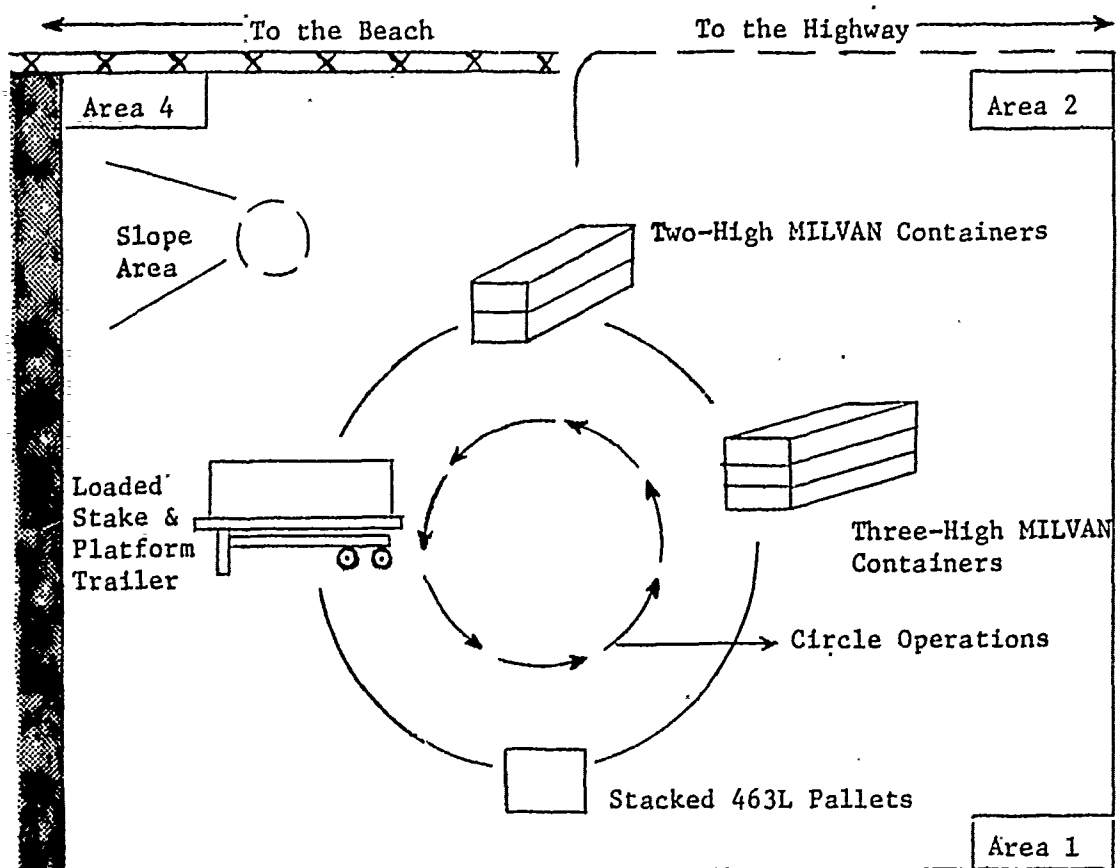 To the Beach
To the Highway
Area 4
Area 2
Slope
Area
Two-High MILVAN Containers
Loaded
Stake &
Platform
Trailer
Three-High MILVAN
Containers
Circle Operations
Stacked 463L Pallets
Area 1